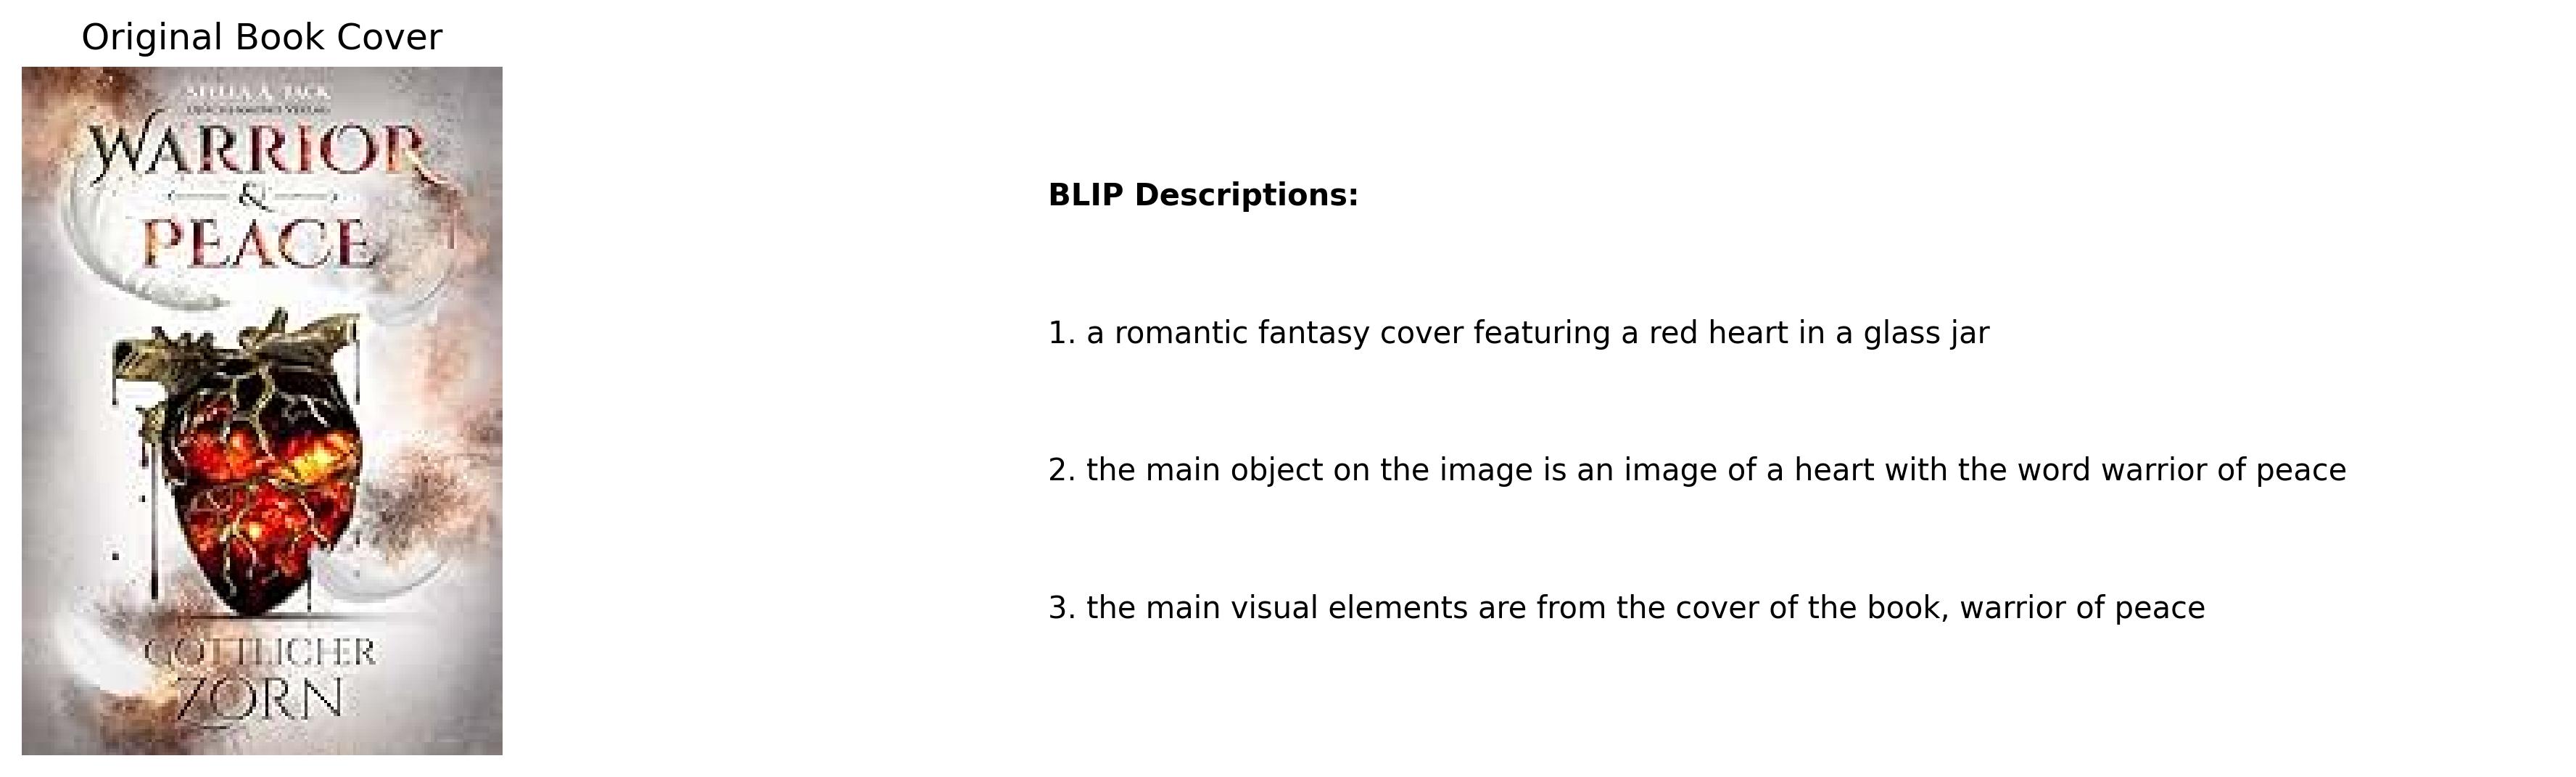 Original Book Cover
STELLA A. TACK
WARRIOR
&
PEACE
GÖTTLICHER
ZORN
BLIP Descriptions:
1. a romantic fantasy cover featuring a red heart in a glass jar
2. the main object on the image is an image of a heart with the word warrior of peace
3. the main visual elements are from the cover of the book, warrior of peace